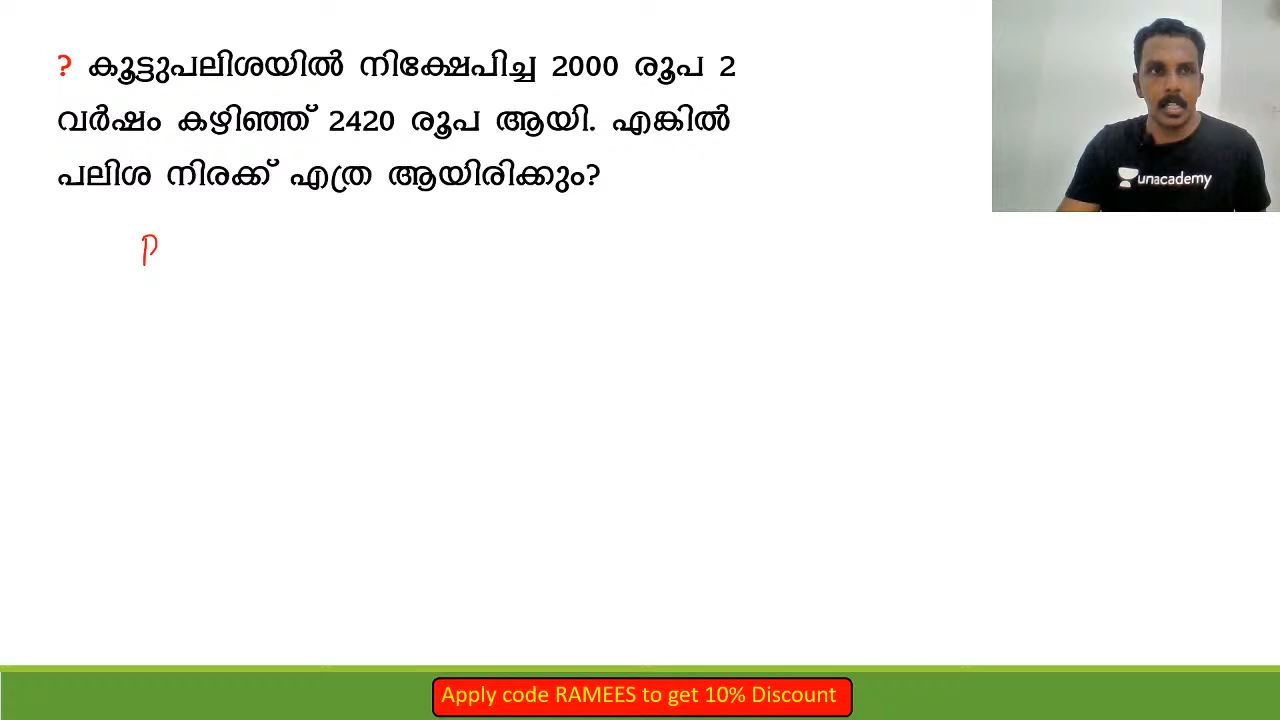 ? കൂട്ടുപലിശയിൽ നിക്ഷേപിച്ച 2000 രൂപ 2
വർഷം കഴിഞ്ഞ് 2420 രൂപ ആയി. എങ്കിൽ
പലിശ നിരക്ക് എത്ര ആയിരിക്കും?
unacademy
P
Apply code RAMEES to get 10% Discount